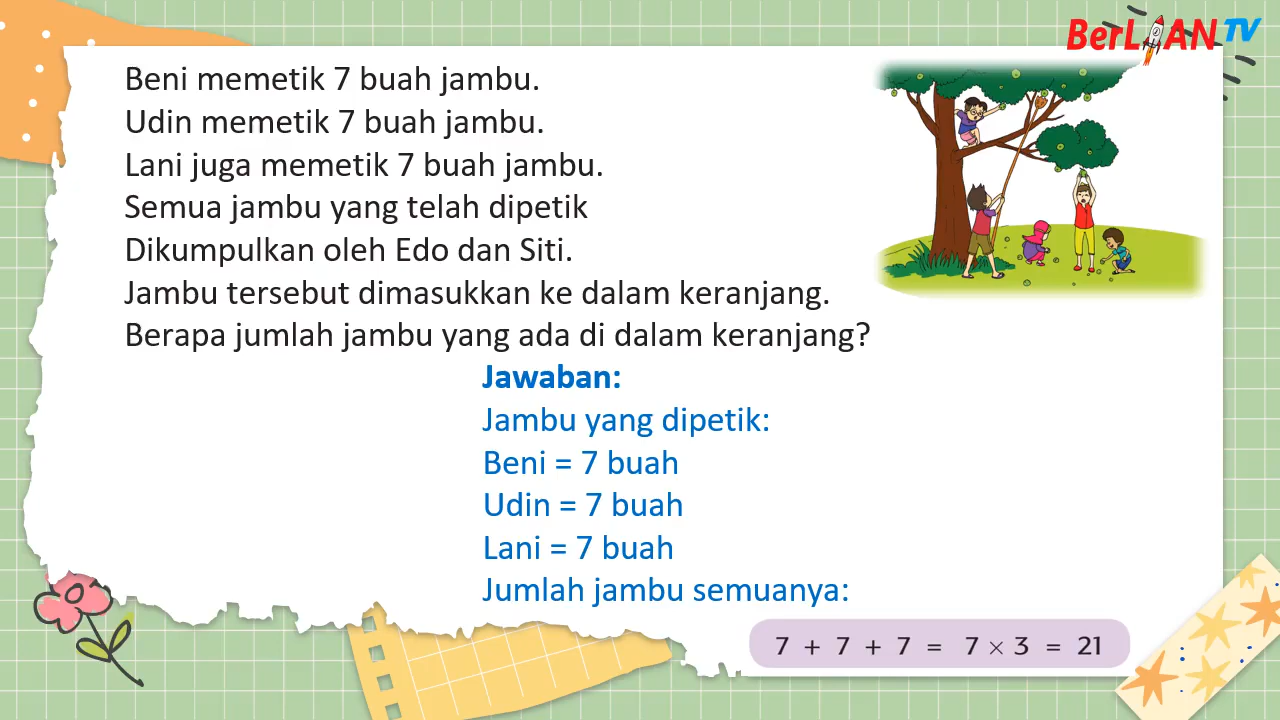 BerLIAN TV
Beni memetik 7 buah jambu.
Udin memetik 7 buah jambu.
Lani juga memetik 7 buah jambu.
Semua jambu yang telah dipetik
Dikumpulkan oleh Edo dan Siti.
Jambu tersebut dimasukkan ke dalam keranjang.
Berapa jumlah jambu yang ada di dalam keranjang?
Jawaban:
Jambu yang dipetik:
Beni = 7 buah
Udin = 7 buah
Lani = 7 buah
Jumlah jambu semuanya:
7 + 7 + 7 = 7 × 3 = 21